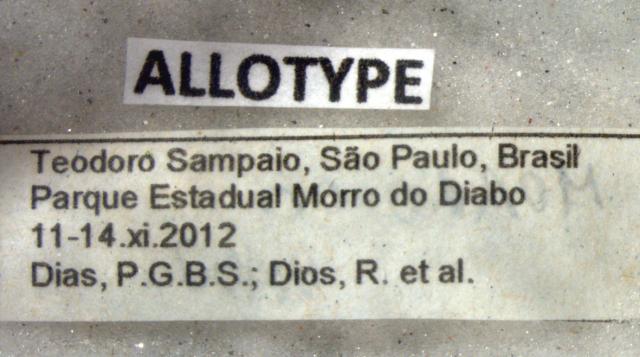 ALLOTYPE
Teodoro Sampaio, São Paulo, Brasil
Parque Estadual Morro do Diabo
11-14.xi.2012
Dias, P.G.B.S.; Dios, R. et al.